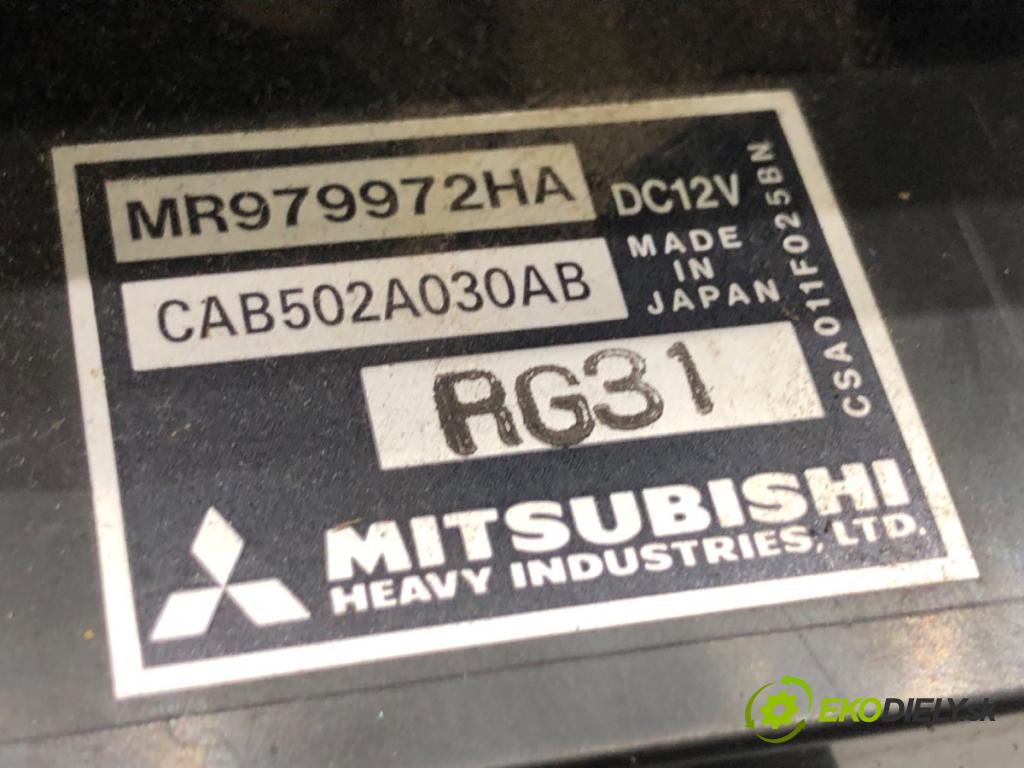 MR979972HA
DC12V
CAB502A030AB
MADE
IN
JAPAN
CSA011F025BN
RG31
MITSUBISHI
HEAVY INDUSTRIES, LTD.
EKODIELY.sk